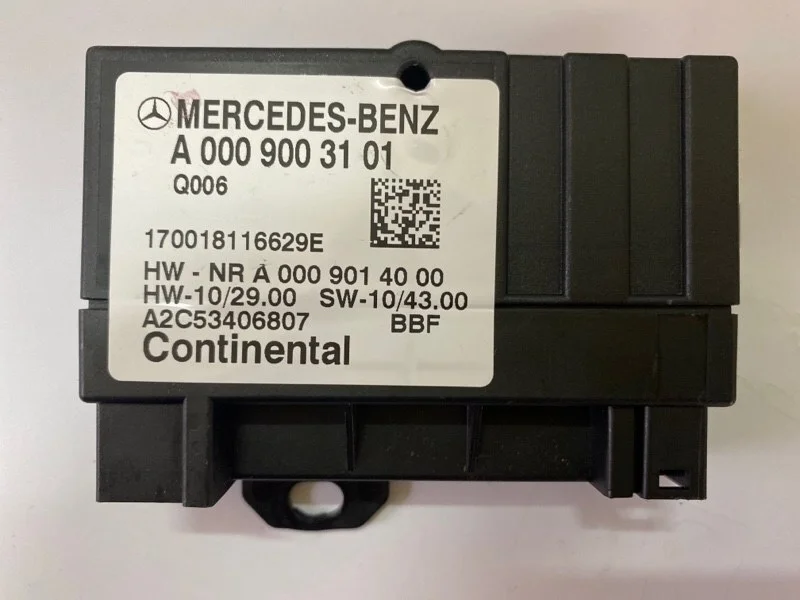 MERCEDES-BENZ
A 000 900 31 01
Q006
170018116629E
HW - NR A 000 901 40 00
HW-10/29.00 SW-10/43.00
A2C53406807 BBF
Continental